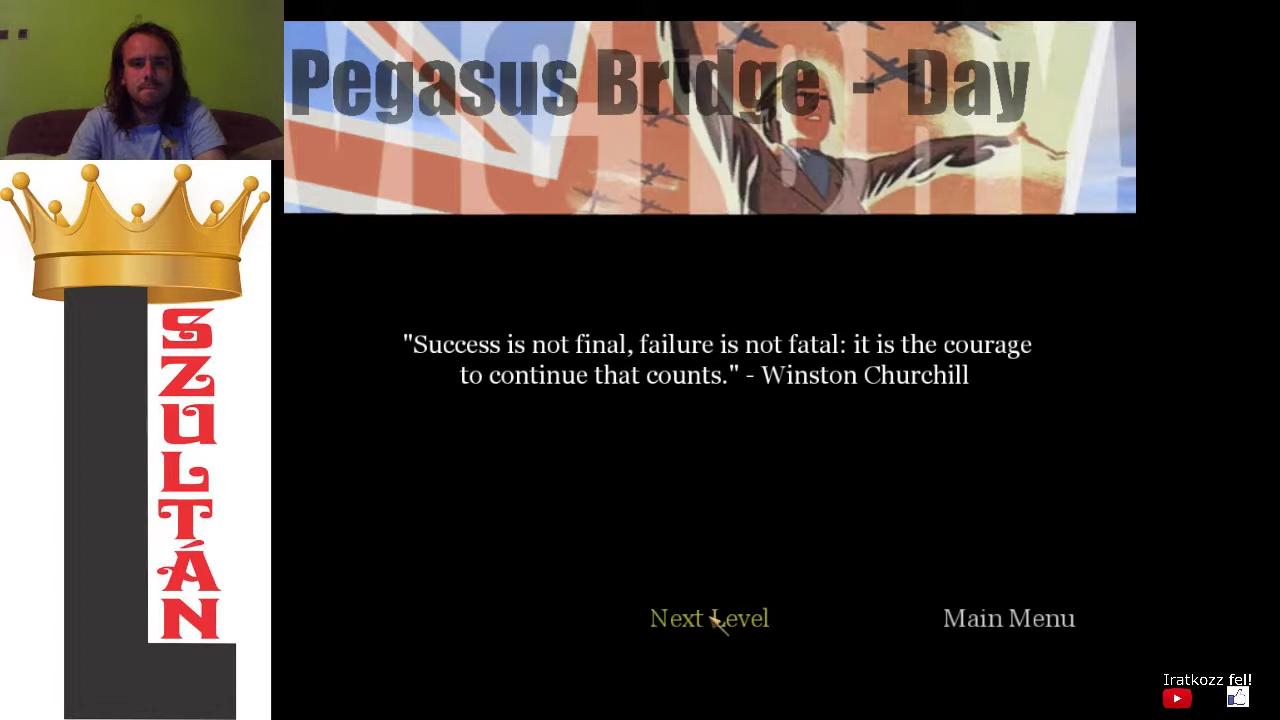 Pegasus Bridge - Day
VICTORY
"Success is not final, failure is not fatal: it is the courage
to continue that counts." - Winston Churchill
Next Level
Main Menu
L
SZULTÁN
Iratkozz fel!